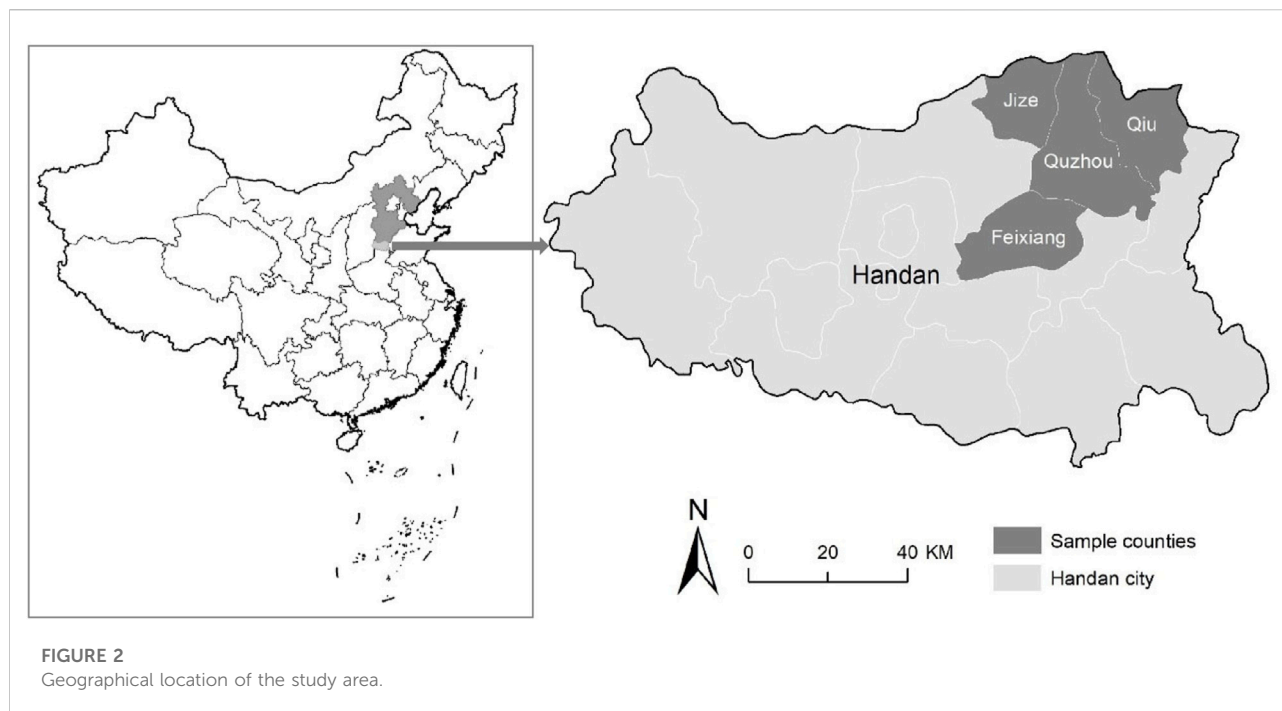 Jize
Qiu
Quzhou
Feixiang
Handan
N
0 20 40 KM
Sample counties
Handan city
FIGURE 2
Geographical location of the study area.